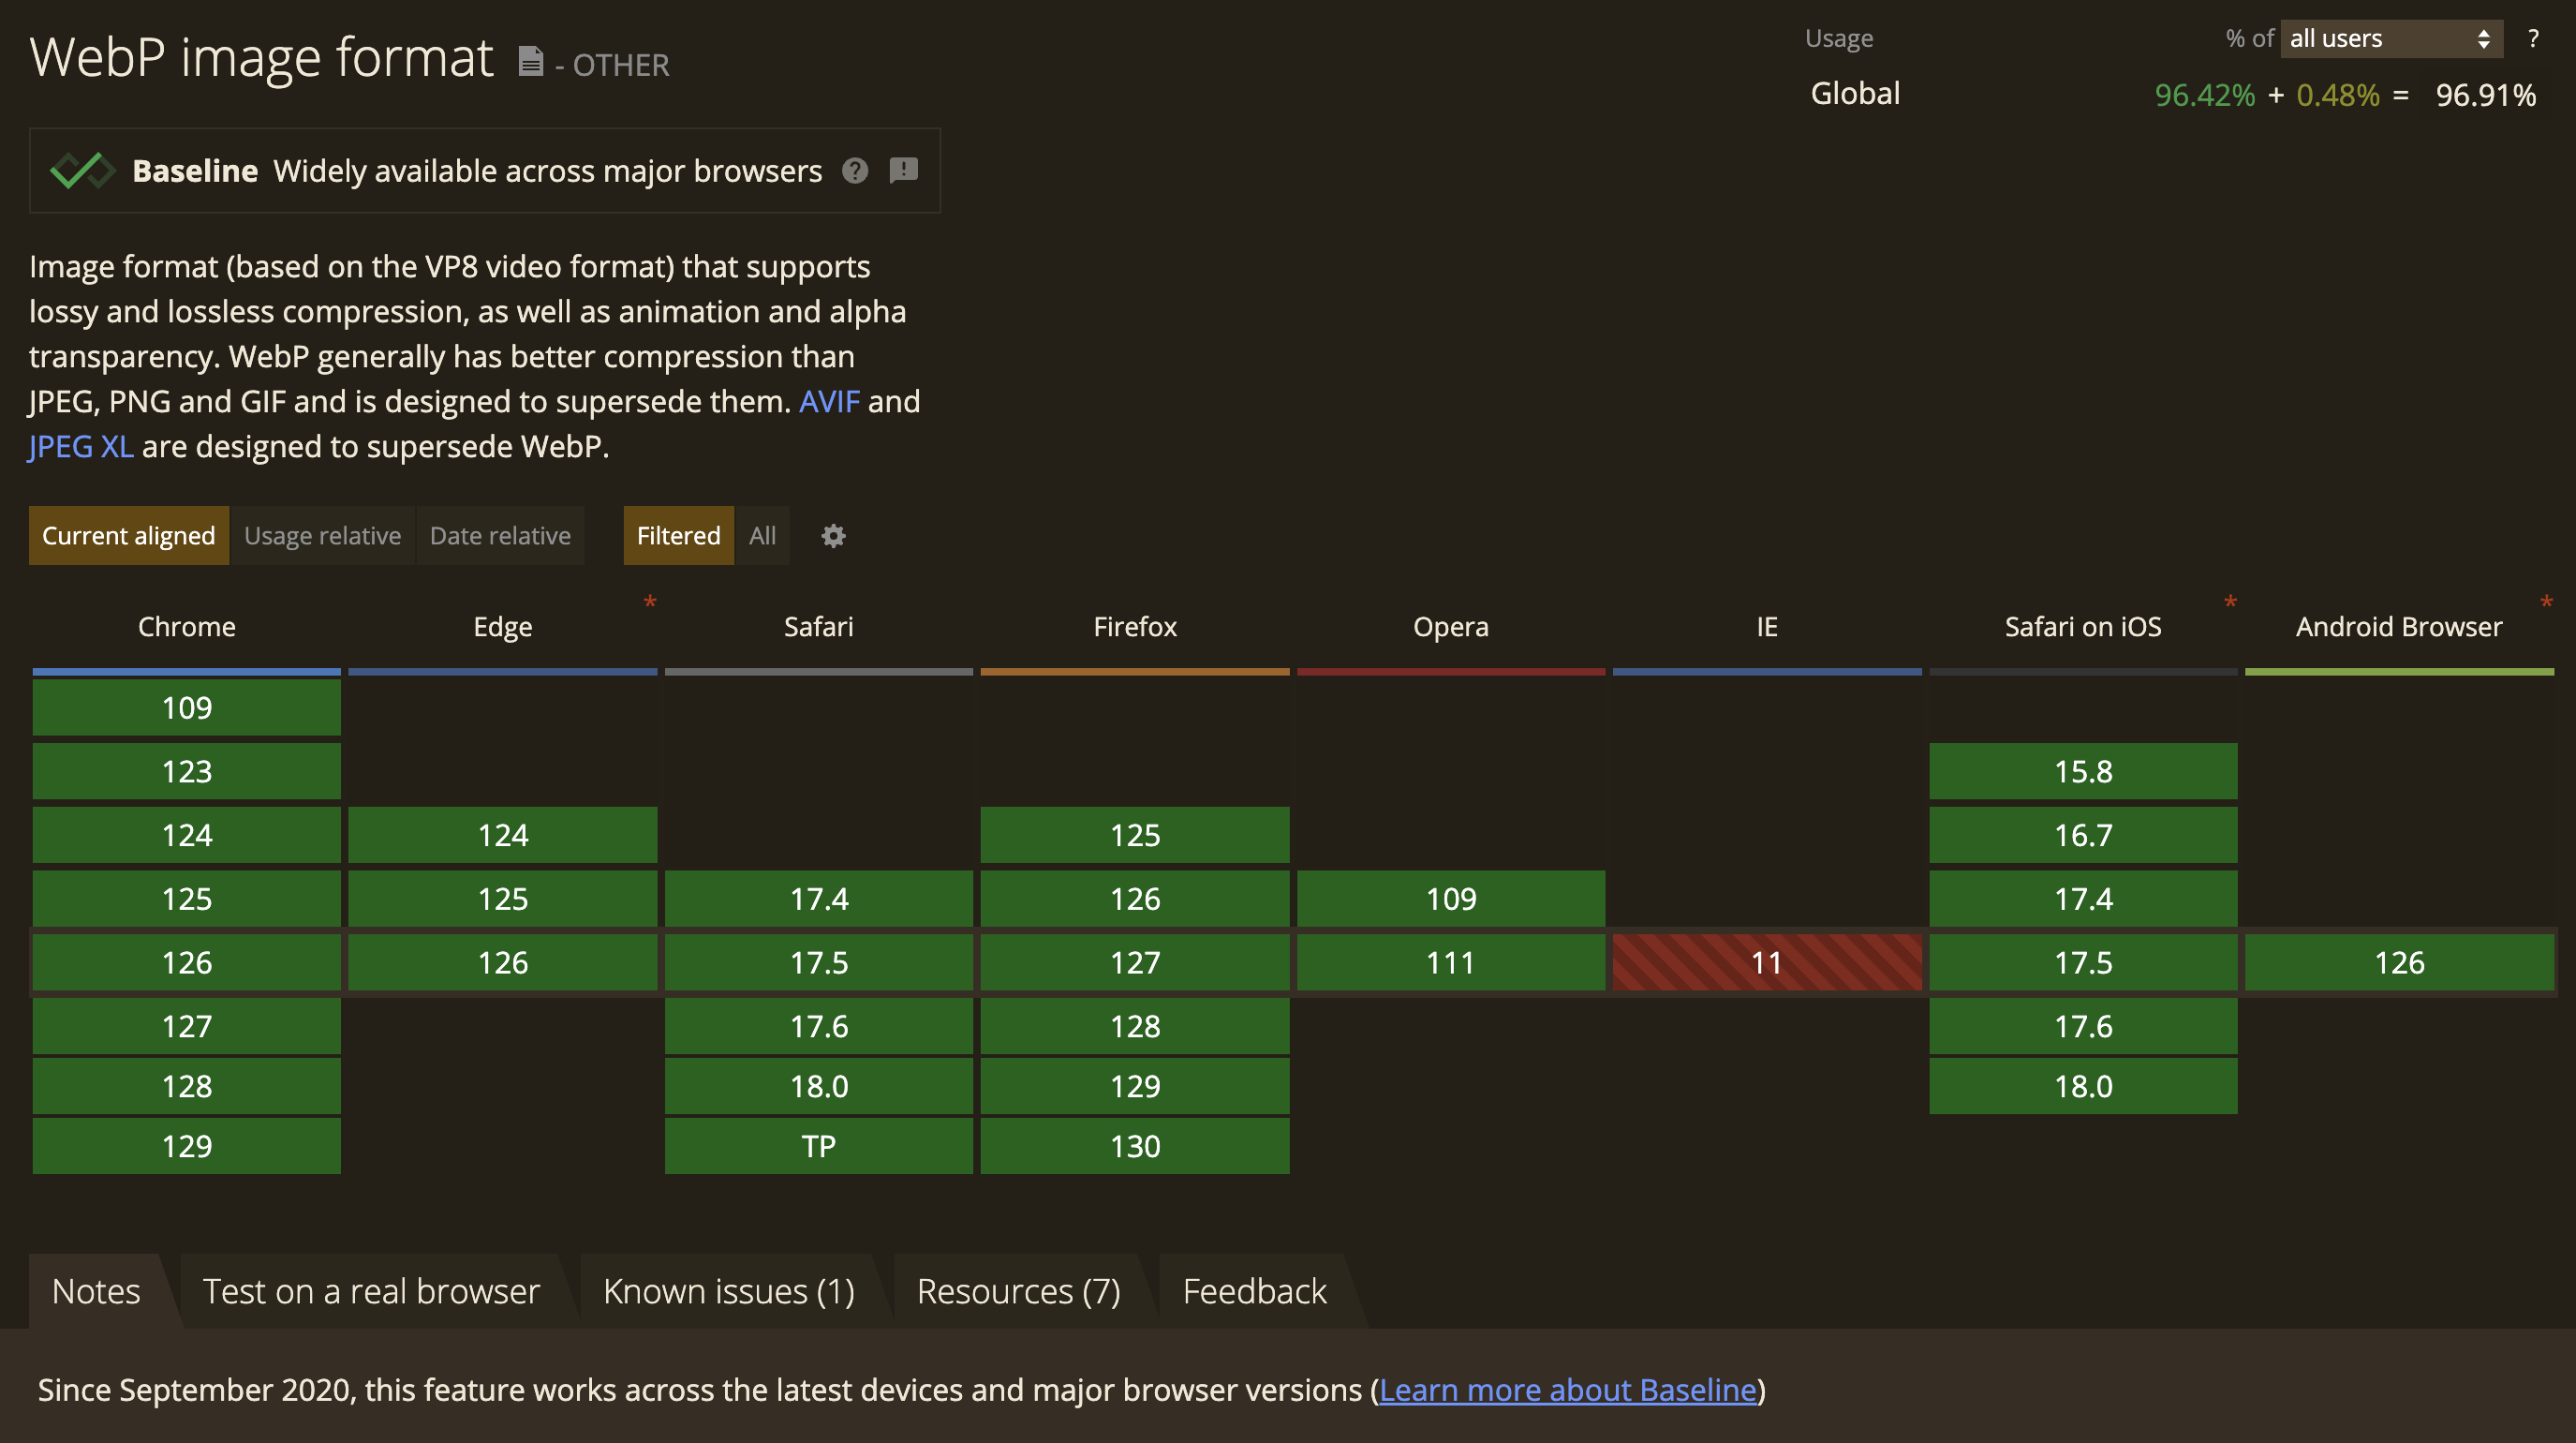 WebP image format - OTHER
Usage % of all users ?
Global 96.42% + 0.48% = 96.91%
Baseline Widely available across major browsers ? !
Image format (based on the VP8 video format) that supports
lossy and lossless compression, as well as animation and alpha
transparency. WebP generally has better compression than
JPEG, PNG and GIF and is designed to supersede them. AVIF and
JPEG XL are designed to supersede WebP.
Current aligned Usage relative Date relative Filtered All
Chrome Edge * Safari Firefox Opera IE Safari on iOS * Android Browser *
109
123 15.8
124 124 125 16.7
125 125 17.4 126 109 17.4
126 126 17.5 127 111 11 17.5 126
127 17.6 128 17.6
128 18.0 129 18.0
129 TP 130
Notes Test on a real browser Known issues (1) Resources (7) Feedback
Since September 2020, this feature works across the latest devices and major browser versions (Learn more about Baseline)